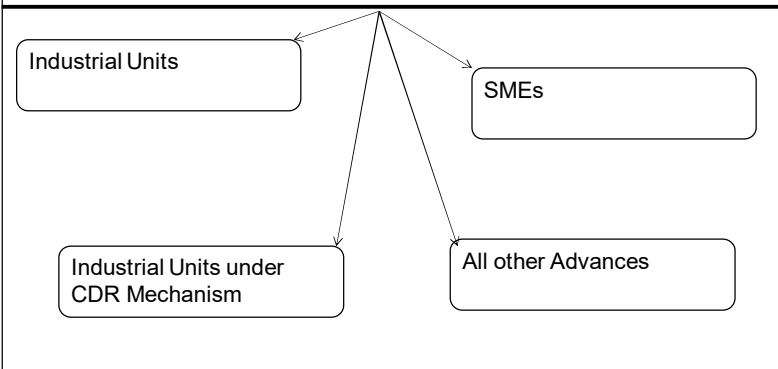 Industrial Units
SMEs
Industrial Units under
CDR Mechanism
All other Advances